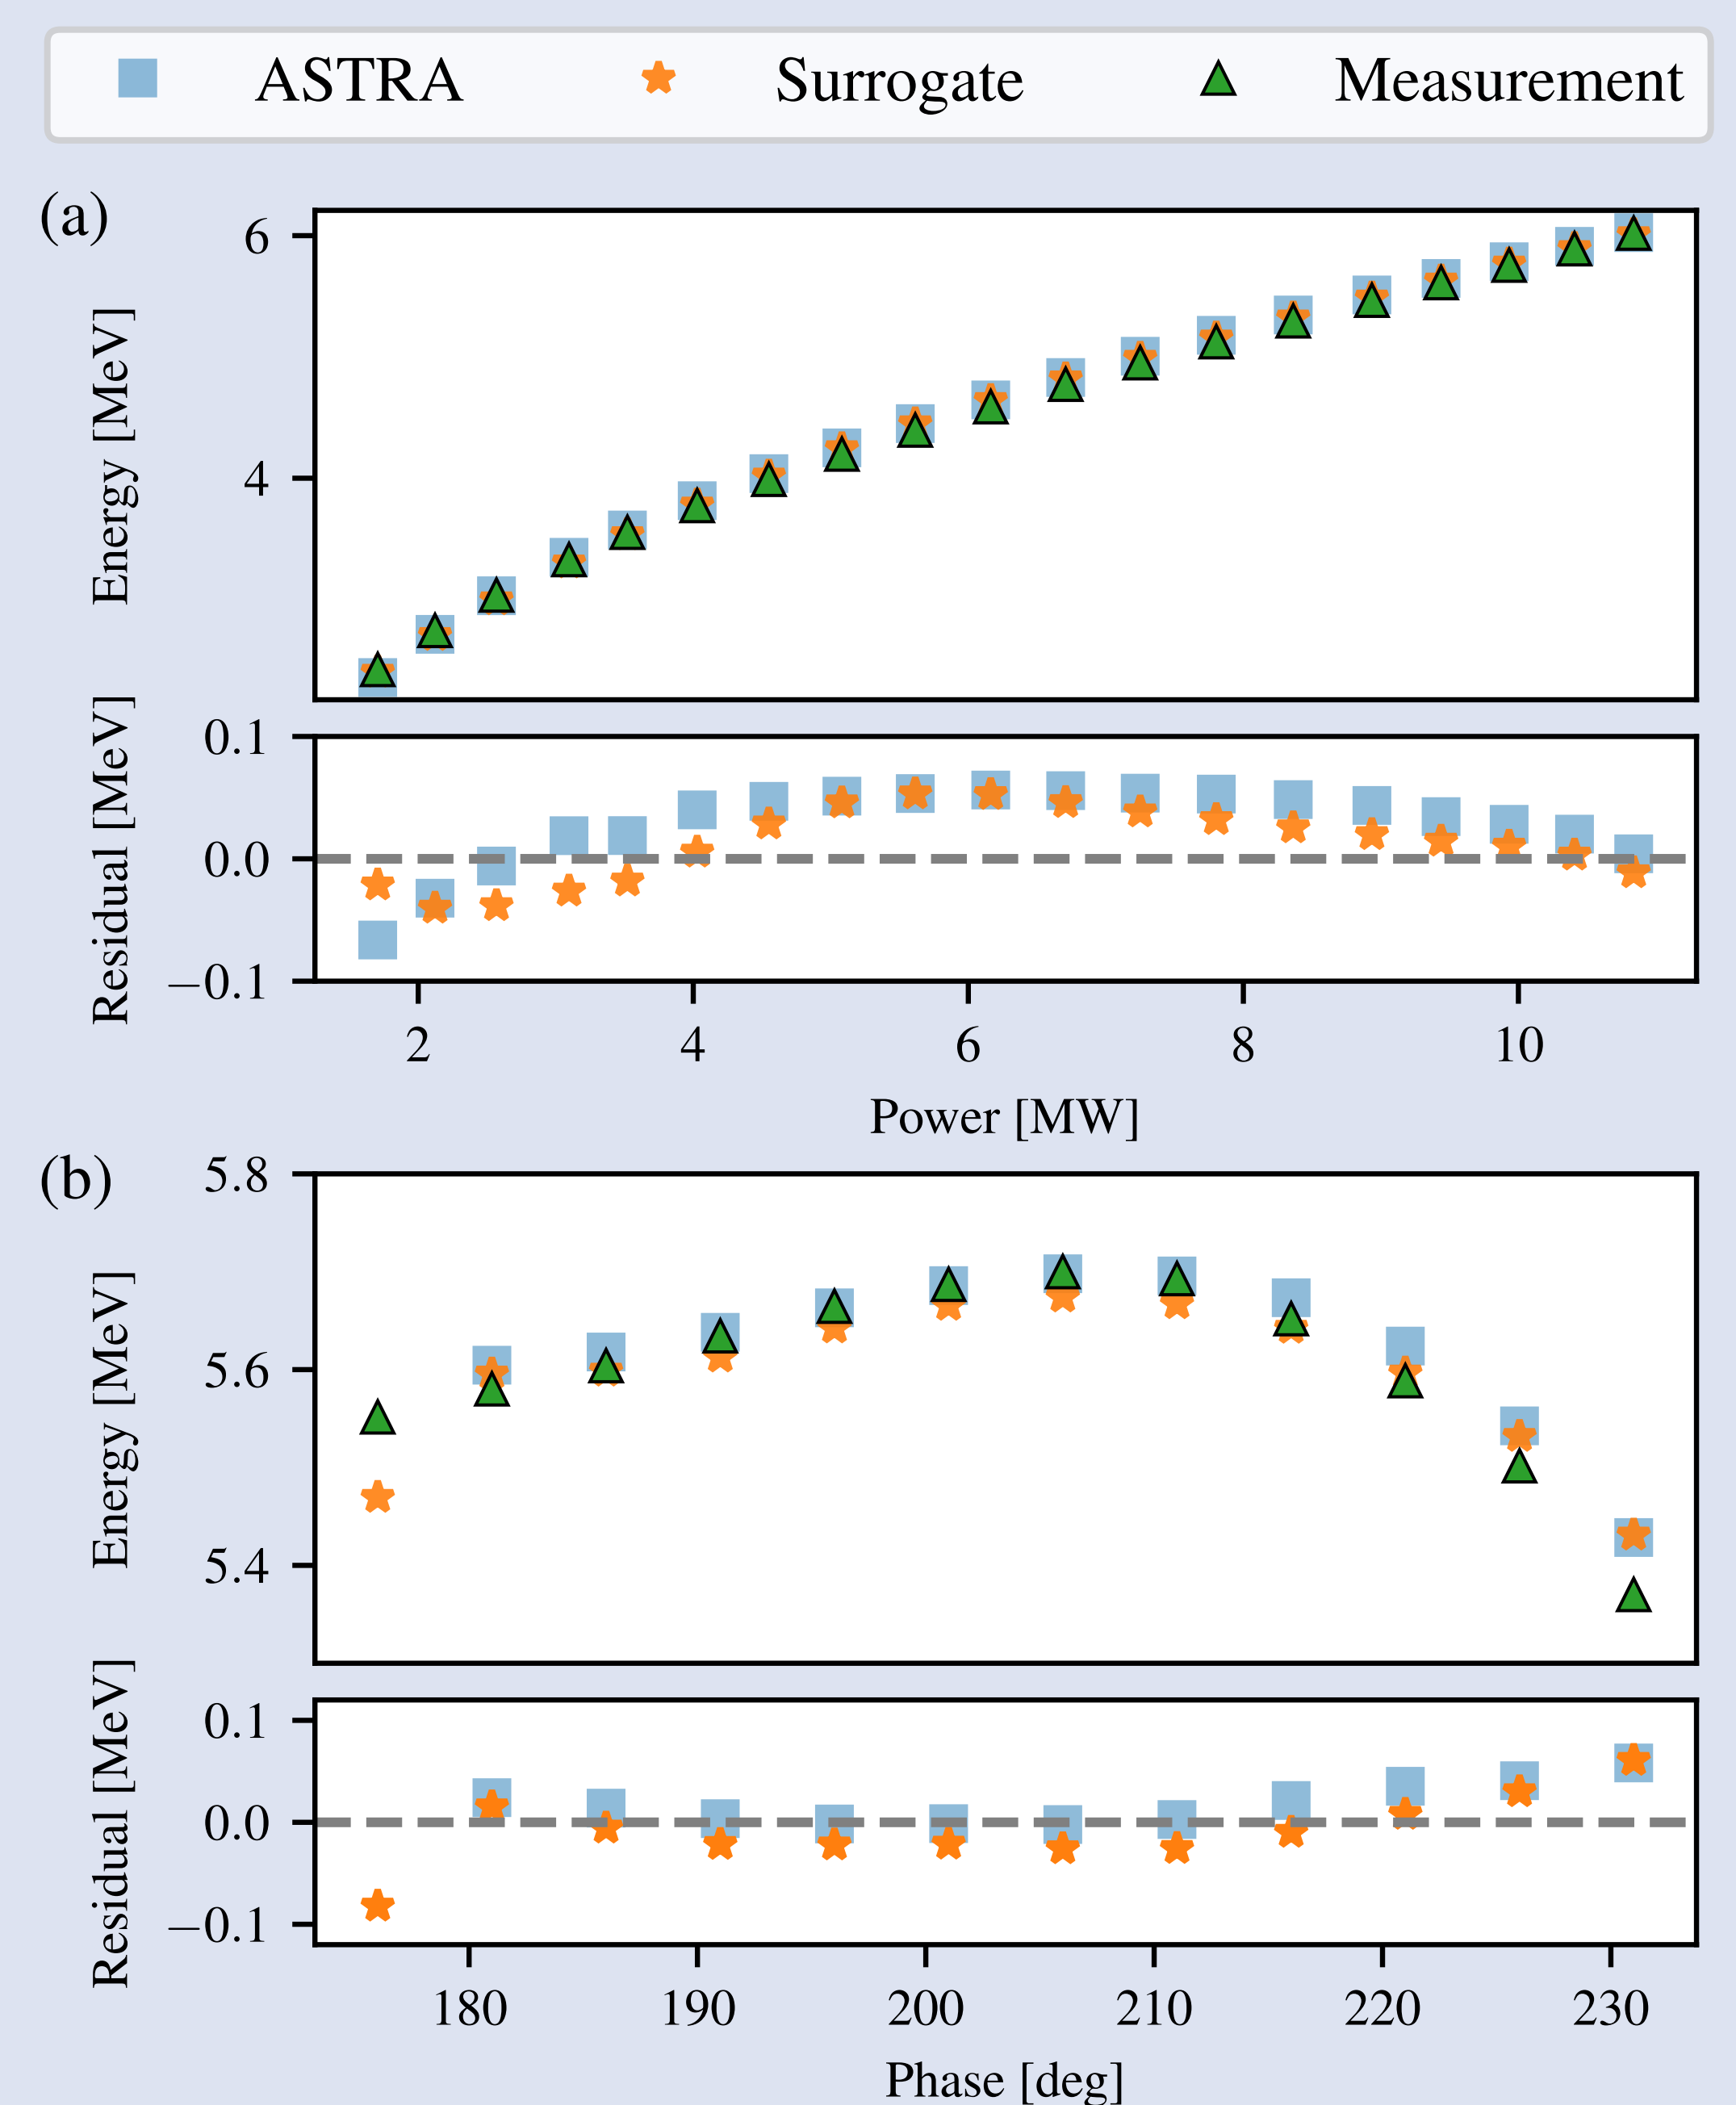 ASTRA Surrogate Measurement
(a)
Energy [MeV]
6
4
Residual [MeV]
0.1
0.0
−0.1
2 4 6 8 10
Power [MW]
(b)
Energy [MeV]
5.8
5.6
5.4
Residual [MeV]
0.1
0.0
−0.1
180 190 200 210 220 230
Phase [deg]